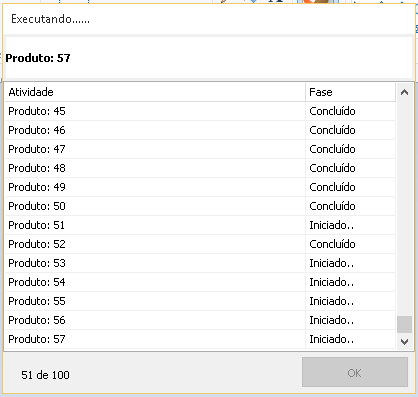 Executando......
Produto: 57
Atividade Fase
Produto: 45 Concluído
Produto: 46 Concluído
Produto: 47 Concluído
Produto: 48 Concluído
Produto: 49 Concluído
Produto: 50 Concluído
Produto: 51 Iniciado..
Produto: 52 Concluído
Produto: 53 Iniciado..
Produto: 54 Iniciado..
Produto: 55 Iniciado..
Produto: 56 Iniciado..
Produto: 57 Iniciado..
51 de 100 OK